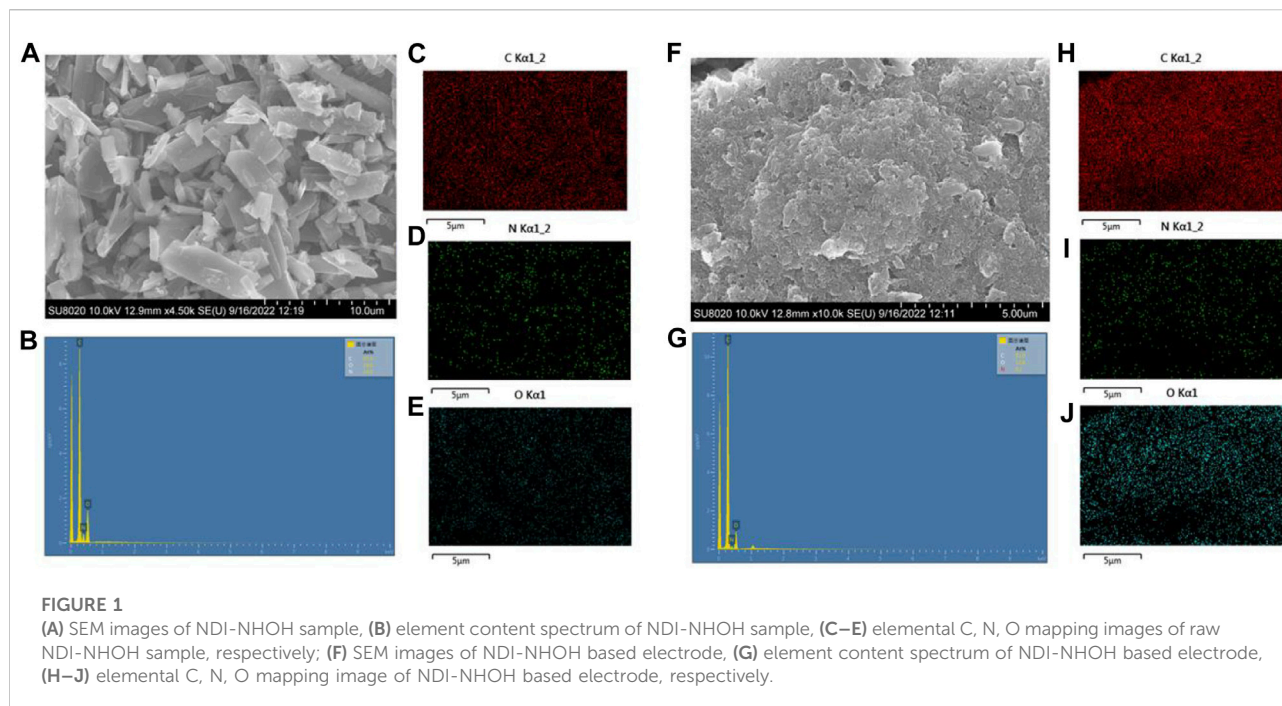 A
C
C Kα1_2
F
H
C Kα1_2
5μm
5μm
D
N Kα1_2
I
N Kα1_2
SU8020 10.0kV 12.9mm x4.50k SE(U) 9/16/2022 12:19
10.0um
SU8020 10.0kV 12.8mm x10.0k SE(U) 9/16/2022 12:11
5.00um
B
G
At%
C
O
N
At%
C
O
N
5μm
5μm
E
O Kα1
J
O Kα1
5μm
5μm
FIGURE 1
(A) SEM images of NDI-NHOH sample, (B) element content spectrum of NDI-NHOH sample, (C–E) elemental C, N, O mapping images of raw
NDI-NHOH sample, respectively; (F) SEM images of NDI-NHOH based electrode, (G) element content spectrum of NDI-NHOH based electrode,
(H–J) elemental C, N, O mapping image of NDI-NHOH based electrode, respectively.